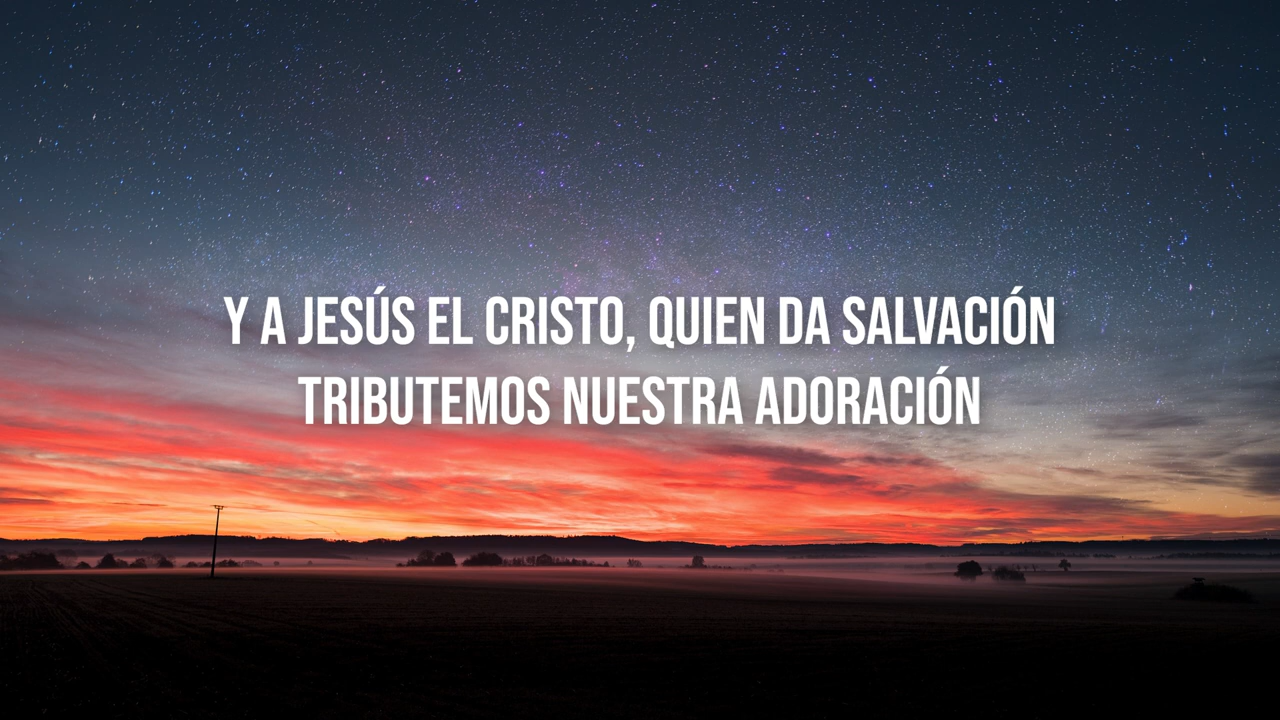 Y A JESÚS EL CRISTO, QUIEN DA SALVACIÓN
TRIBUTEMOS NUESTRA ADORACIÓN